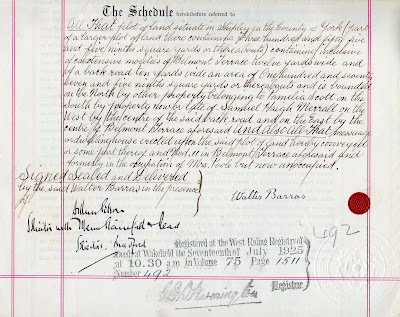 The Schedule hereinbefore referred to
All That plot of land situate in Shipley in the County of York (part
of a larger plot of land there containing Three hundred and fifty six
and five ninths square yards or thereabouts) containing inclusive
of extensive moieties of Belmont Terrace twelve yards wide and
of a back road ten yards wide an area of One hundred and seventy
seven and five ninths square yards or thereabouts and is bounded
on the North by other property belonging to Amelia Scott on the
South by property now or late of Samuel Hugh Merrall on the
West by the centre of the said back road and on the East by the
centre of Belmont Terrace aforesaid And also all That messuage
or dwellinghouse erected upon the said plot of land hereby conveyed
or some part thereof and No. 11 in Belmont Terrace aforesaid and
formerly in the occupation of Mrs. Poole but now unoccupied.
Signed Sealed and Delivered
by the said Walter Barras in the presence
of
Walter Barras
Solicitor with
Solicitors Bradford
492
Registered at the West Riding Registry of
Deeds at Wakefield the Seventeenth of July 1925
at 10.30 a.m. in Volume 75 Page 1511
Number 492
Registrar.